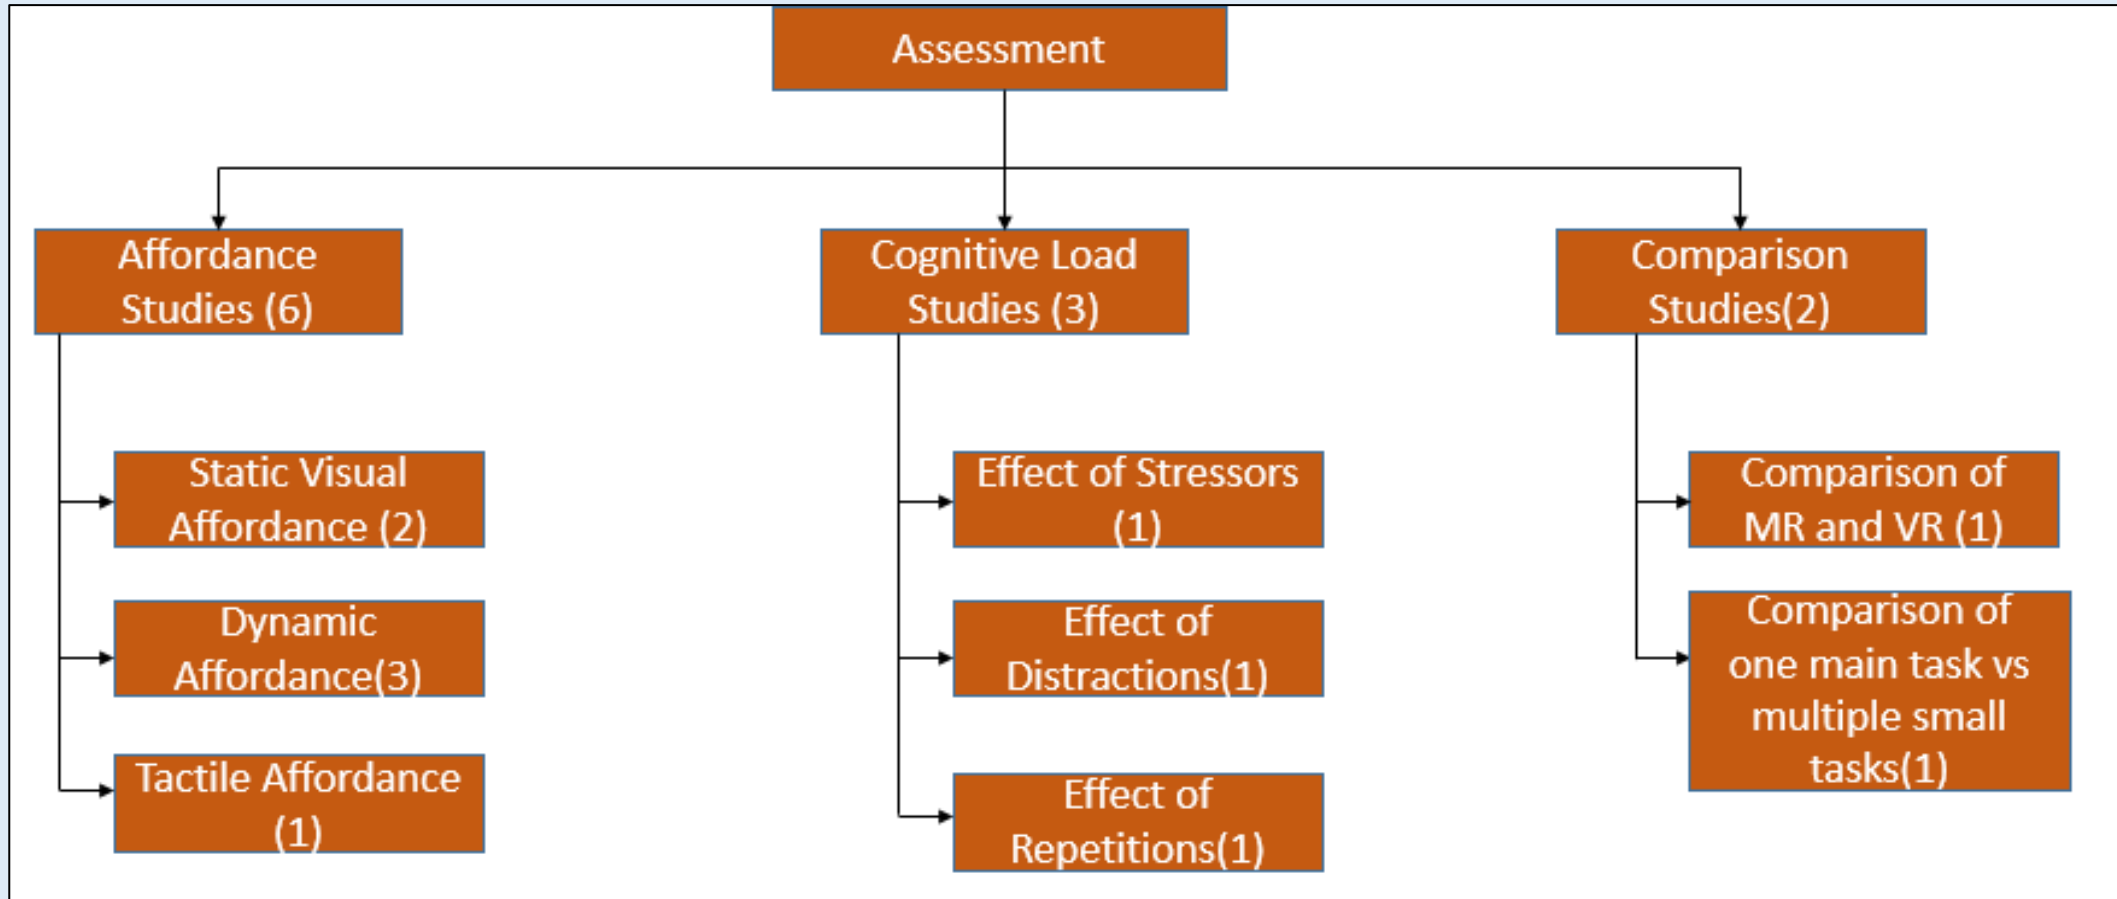 Assessment
Affordance
Studies (6)
Cognitive Load
Studies (3)
Comparison
Studies(2)
Static Visual
Affordance (2)
Dynamic
Affordance(3)
Tactile Affordance
(1)
Effect of Stressors
(1)
Effect of
Distractions(1)
Effect of
Repetitions(1)
Comparison of
MR and VR (1)
Comparison of
one main task vs
multiple small
tasks(1)